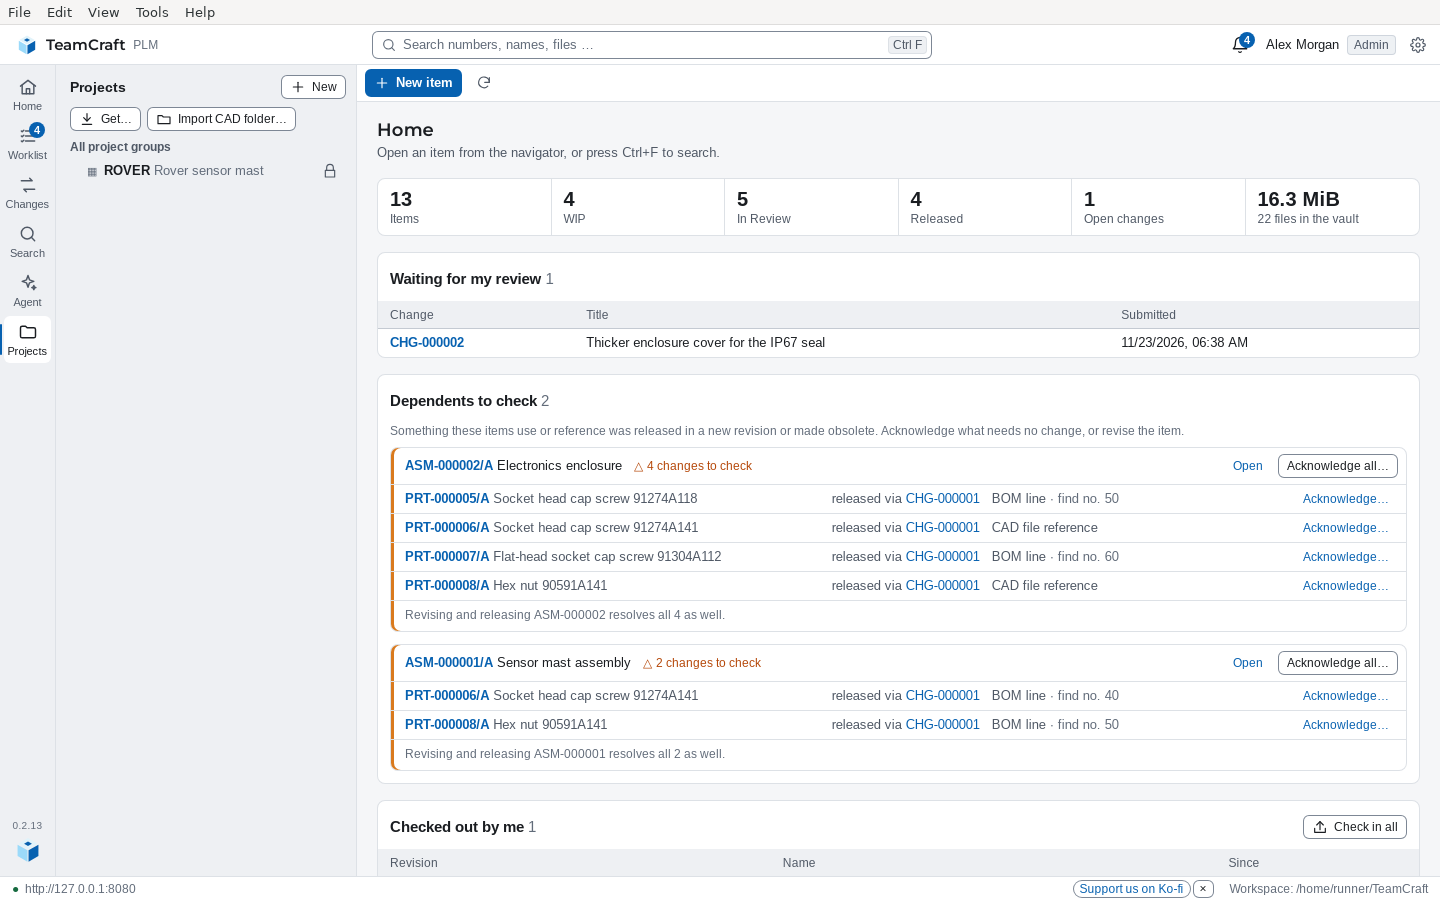 File Edit View Tools Help
TeamCraft PLM
Search numbers, names, files …
Ctrl F
4
Alex Morgan
Admin
Home
4
Worklist
Changes
Search
Agent
Projects
0.2.13
Projects
New
Get…
Import CAD folder…
All project groups
ROVER Rover sensor mast
New item
Home
Open an item from the navigator, or press Ctrl+F to search.
13
Items
4
WIP
5
In Review
4
Released
1
Open changes
16.3 MiB
22 files in the vault
Waiting for my review 1
Change Title Submitted
CHG-000002 Thicker enclosure cover for the IP67 seal 11/23/2026, 06:38 AM
Dependents to check 2
Something these items use or reference was released in a new revision or made obsolete. Acknowledge what needs no change, or revise the item.
ASM-000002/A Electronics enclosure △ 4 changes to check Open Acknowledge all…
PRT-000005/A Socket head cap screw 91274A118 released via CHG-000001 BOM line · find no. 50 Acknowledge…
PRT-000006/A Socket head cap screw 91274A141 released via CHG-000001 CAD file reference Acknowledge…
PRT-000007/A Flat-head socket cap screw 91304A112 released via CHG-000001 BOM line · find no. 60 Acknowledge…
PRT-000008/A Hex nut 90591A141 released via CHG-000001 CAD file reference Acknowledge…
Revising and releasing ASM-000002 resolves all 4 as well.
ASM-000001/A Sensor mast assembly △ 2 changes to check Open Acknowledge all…
PRT-000006/A Socket head cap screw 91274A141 released via CHG-000001 BOM line · find no. 40 Acknowledge…
PRT-000008/A Hex nut 90591A141 released via CHG-000001 BOM line · find no. 50 Acknowledge…
Revising and releasing ASM-000001 resolves all 2 as well.
Checked out by me 1
Check in all
Revision Name Since
http://127.0.0.1:8080
Support us on Ko-fi ×
Workspace: /home/runner/TeamCraft